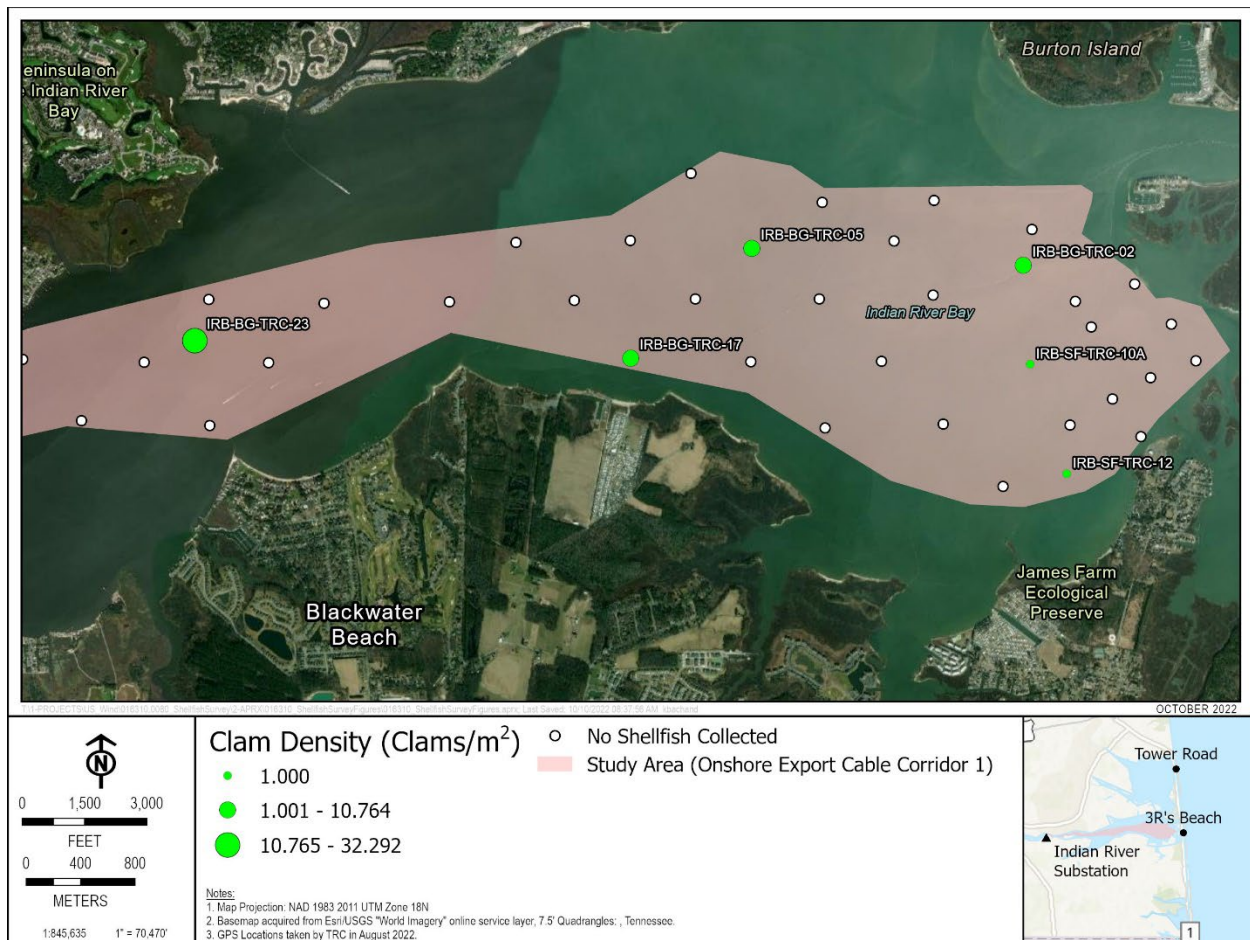 Burton Island
eninsula on
Indian River
Bay
IRB-BG-TRC-05
IRB-BG-TRC-02
IRB-BG-TRC-23
Indian River Bay
IRB-BG-TRC-17
IRB-SF-TRC-10A
IRB-SF-TRC-12
James Farm
Ecological
Preserve
Blackwater
Beach
OCTOBER 2022
N
0 1,500 3,000
FEET
0 400 800
METERS
1:845,635 1" = 70,470'
Clam Density (Clams/m²)
1.000
1.001 - 10.764
10.765 - 32.292
No Shellfish Collected
Study Area (Onshore Export Cable Corridor 1)
Notes:
1. Map Projection: NAD 1983 2011 UTM Zone 18N
2. Basemap acquired from Esri/USGS "World Imagery" online service layer, 7.5' Quadrangles: , Tennessee.
3. GPS Locations taken by TRC in August 2022.
Tower Road
3R's Beach
Indian River
Substation
1